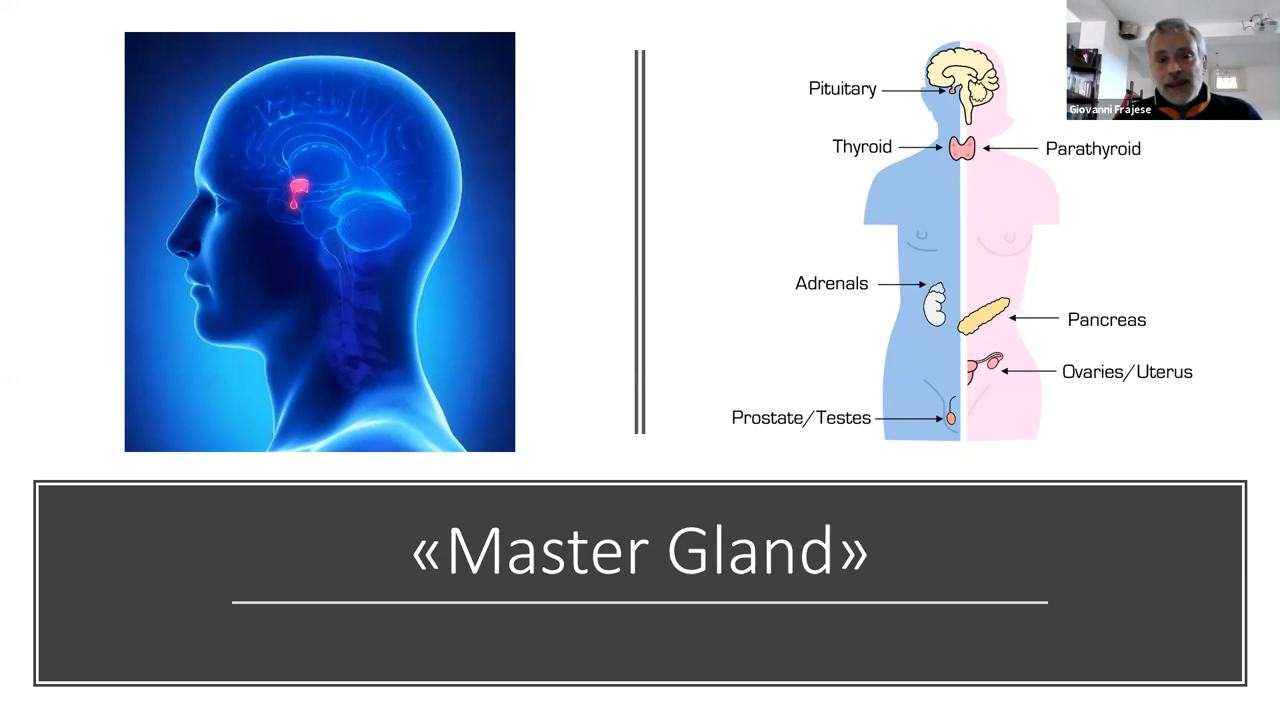 Pituitary
Thyroid
Parathyroid
Adrenals
Pancreas
Ovaries/Uterus
Prostate/Testes
Giovanni Frajese
«Master Gland»